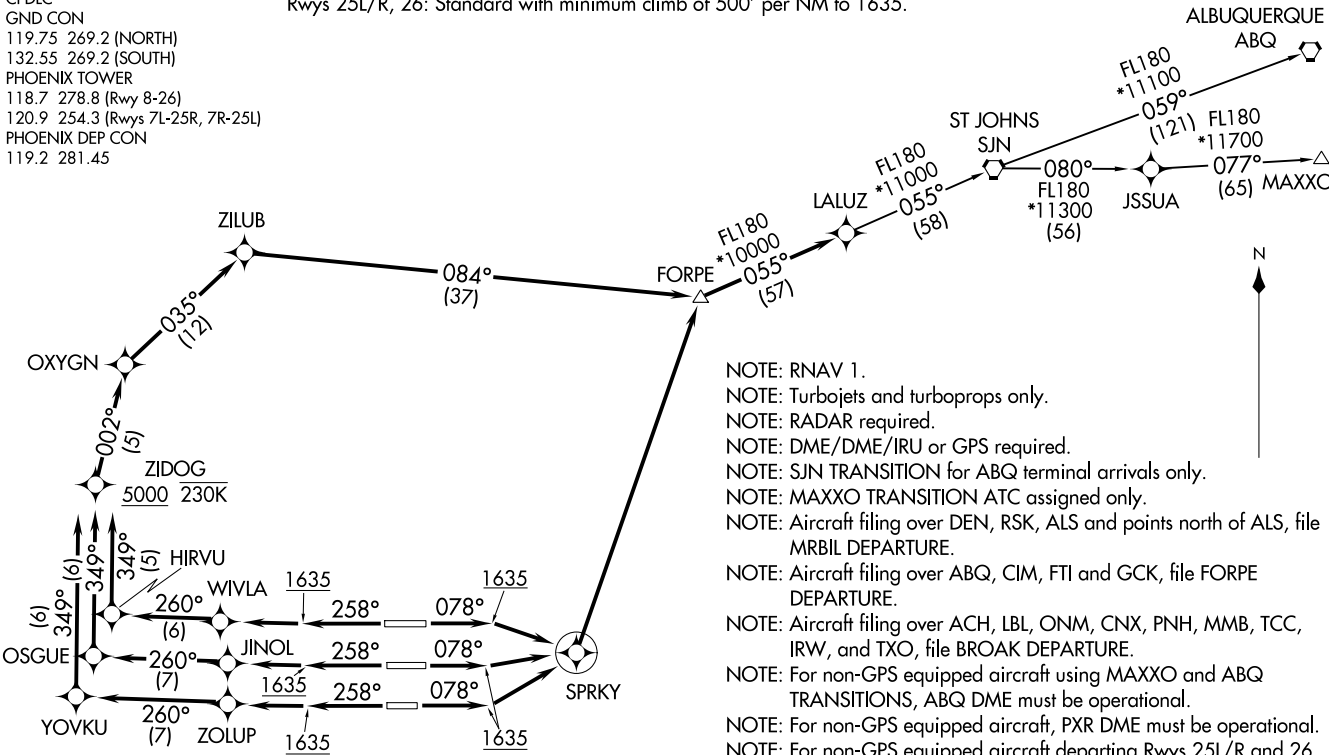 GND CON
119.75 269.2 (NORTH)
132.55 269.2 (SOUTH)
PHOENIX TOWER
118.7 278.8 (Rwy 8-26)
120.9 254.3 (Rwys 7L-25R, 7R-25L)
PHOENIX DEP CON
119.2 281.45
Rwys 25L/R, 26: Standard with minimum climb of 500' per NM to 1635.
ALBUQUERQUE
ABQ
FL180
*11100
059°
(121)
ST JOHNS
SJN
FL180
*11700
077°
(65)
MAXXO
080°
FL180
*11300
(56)
JSSUA
FL180
*11000
055°
(58)
LALUZ
FL180
*10000
055°
(57)
FORPE
ZILUB
084°
(37)
035°
(12)
OXYGN
002°
(5)
ZIDOG
5000 230K
N
349°
(6)
349°
(6)
349°
(5)
HIRVU
WIVLA
260°
(6)
1635
258°
078°
1635
OSGUE
260°
(7)
JINOL
1635
258°
078°
SPRKY
YOVKU
260°
(7)
ZOLUP
1635
258°
078°
1635
NOTE: RNAV 1.
NOTE: Turbojets and turboprops only.
NOTE: RADAR required.
NOTE: DME/DME/IRU or GPS required.
NOTE: SJN TRANSITION for ABQ terminal arrivals only.
NOTE: MAXXO TRANSITION ATC assigned only.
NOTE: Aircraft filing over DEN, RSK, ALS and points north of ALS, file
MRBIL DEPARTURE.
NOTE: Aircraft filing over ABQ, CIM, FTI and GCK, file FORPE
DEPARTURE.
NOTE: Aircraft filing over ACH, LBL, ONM, CNX, PNH, MMB, TCC,
IRW, and TXO, file BROAK DEPARTURE.
NOTE: For non-GPS equipped aircraft using MAXXO and ABQ
TRANSITIONS, ABQ DME must be operational.
NOTE: For non-GPS equipped aircraft, PXR DME must be operational.
NOTE: For non-GPS equipped aircraft departing Rwys 25L/R and 26,